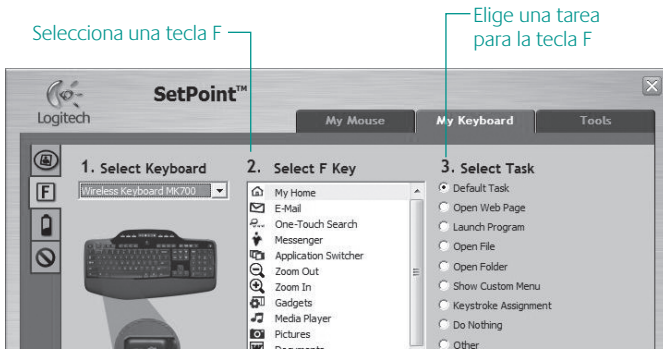 Selecciona una tecla F
Elige una tarea
para la tecla F
Logitech
SetPoint™
My Mouse
My Keyboard
Tools
1. Select Keyboard
Wireless Keyboard MK700
2. Select F Key
My Home
E-Mail
One-Touch Search
Messenger
Application Switcher
Zoom Out
Zoom In
Gadgets
Media Player
Pictures
Documents
3. Select Task
Default Task
Open Web Page
Launch Program
Open File
Open Folder
Show Custom Menu
Keystroke Assignment
Do Nothing
Other
F